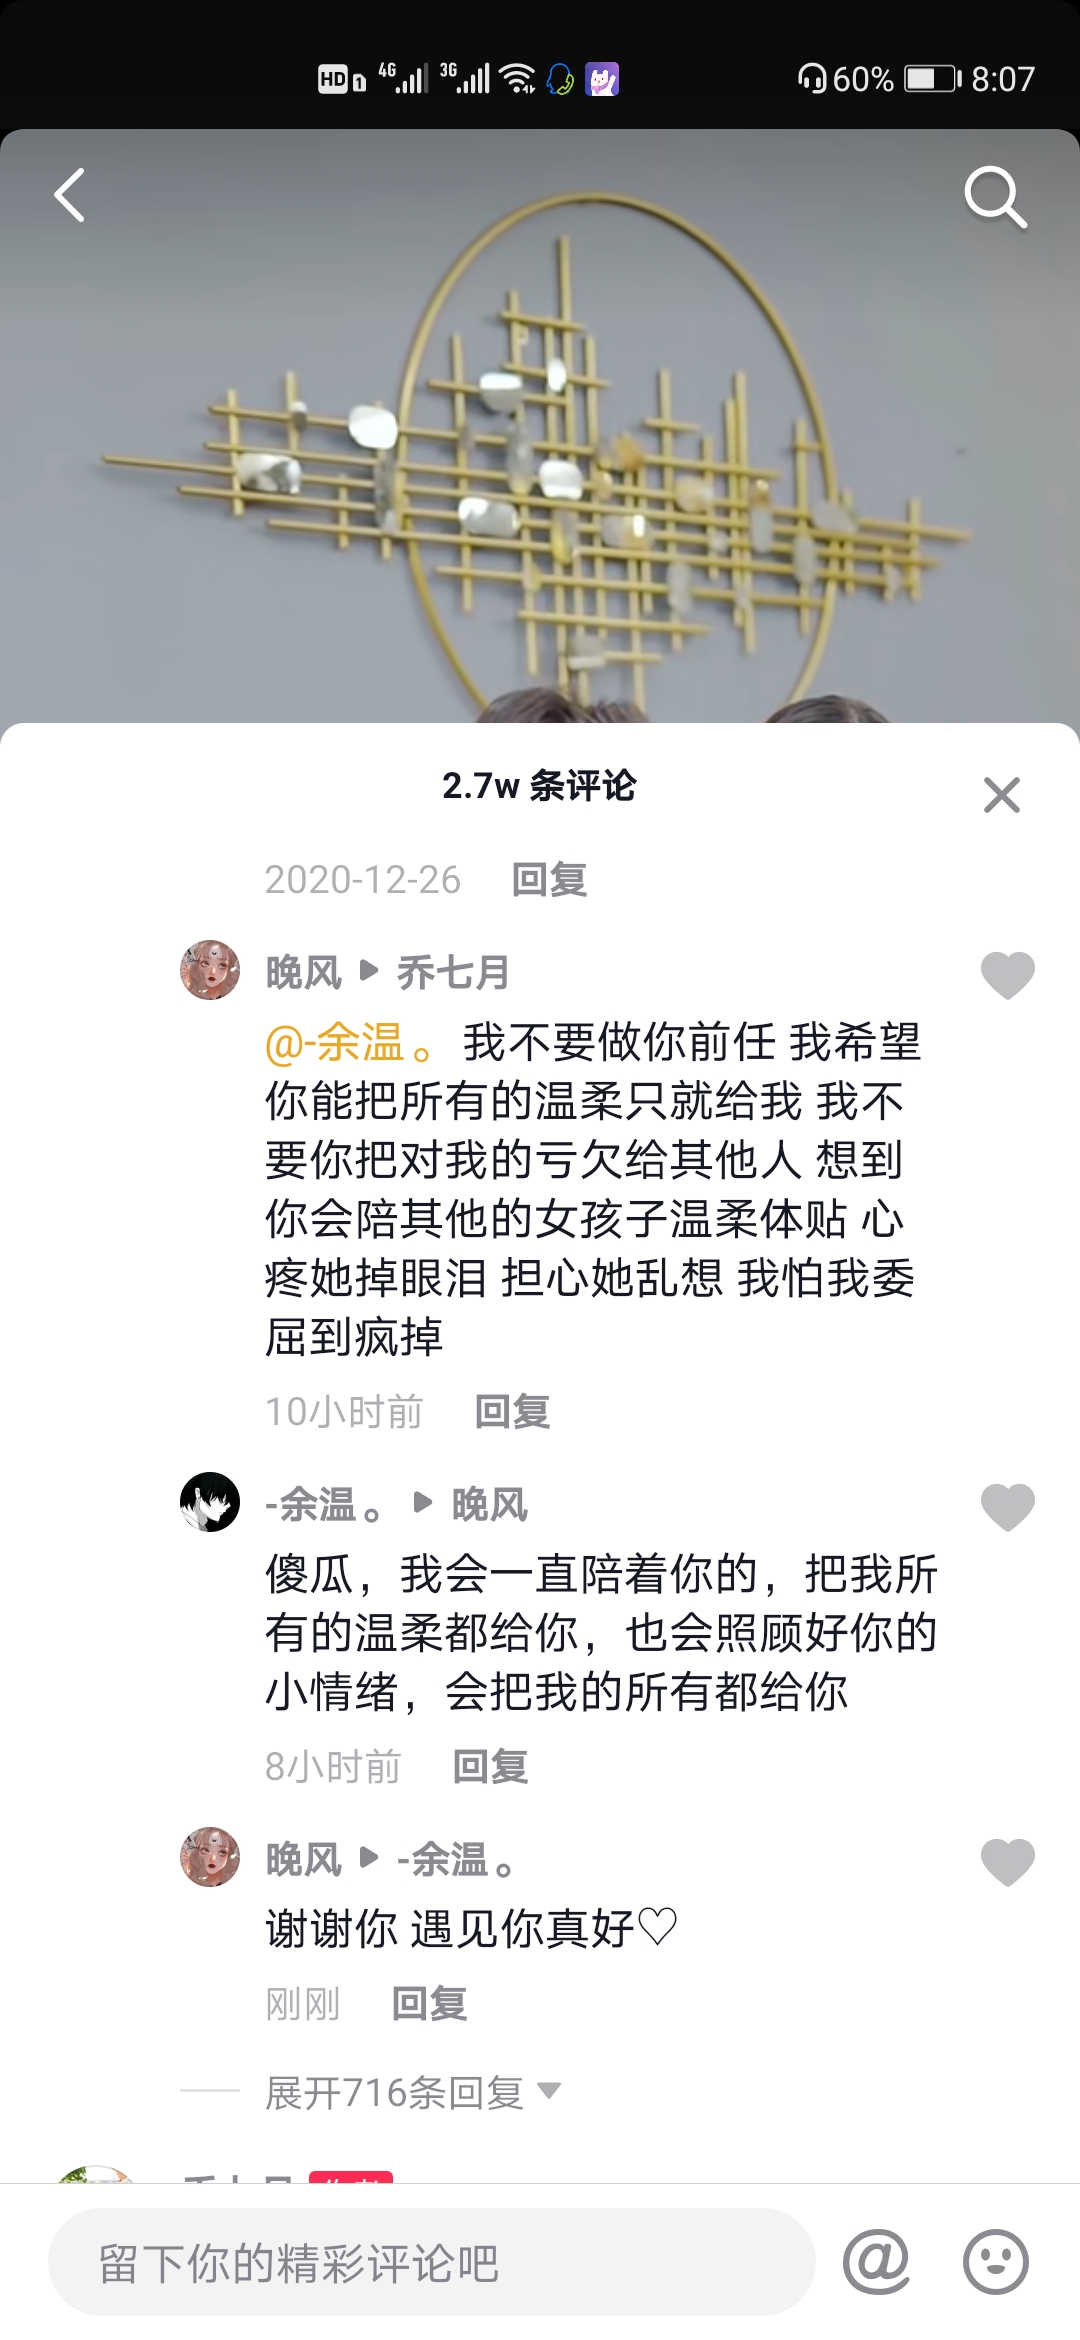 HD 1 4G 3G 60% 8:07
2.7w 条评论
2020-12-26 回复
晚风 ▶ 乔七月
@-余温。 我不要做你前任 我希望
你能把所有的温柔只就给我 我不
要你把对我的亏欠给其他人 想到
你会陪其他的女孩子温柔体贴 心
疼她掉眼泪 担心她乱想 我怕我委
屈到疯掉
10小时前 回复
-余温。 ▶ 晚风
傻瓜，我会一直陪着你的，把我所
有的温柔都给你，也会照顾好你的
小情绪，会把我的所有都给你
8小时前 回复
晚风 ▶ -余温。
谢谢你 遇见你真好♡
刚刚 回复
展开716条回复
留下你的精彩评论吧